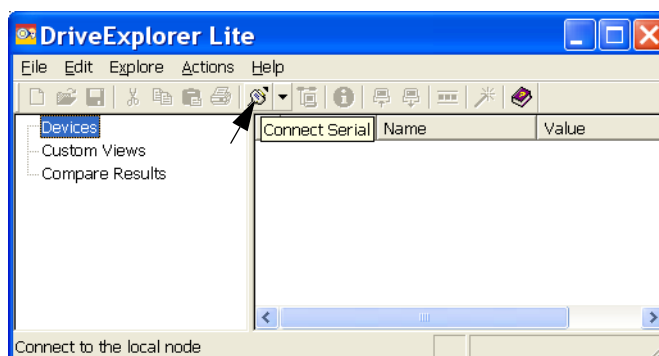 DriveExplorer Lite
File Edit Explore Actions Help
Devices
Connect Serial Name Value
Custom Views
Compare Results
Connect to the local node